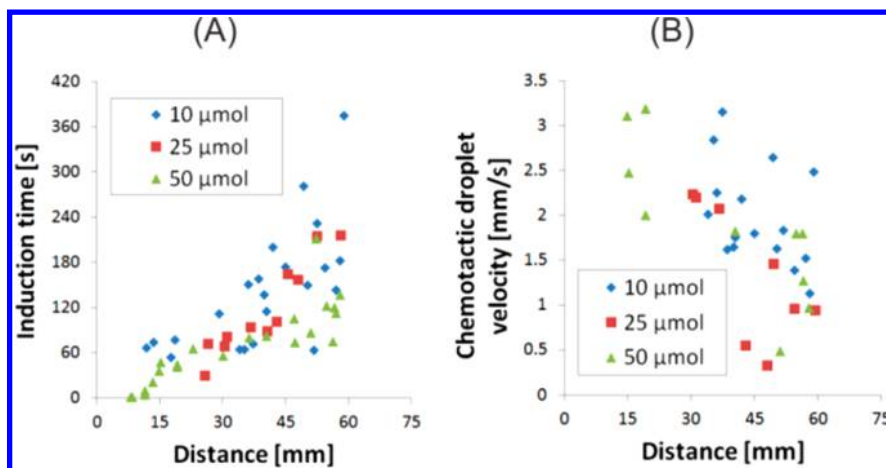 (A)
Induction time [s]
420
360
300
240
180
120
60
0
10 µmol
25 µmol
50 µmol
0 15 30 45 60 75
Distance [mm]
(B)
Chemotactic droplet
velocity [mm/s]
3.5
3
2.5
2
1.5
1
0.5
0
10 µmol
25 µmol
50 µmol
0 15 30 45 60 75
Distance [mm]